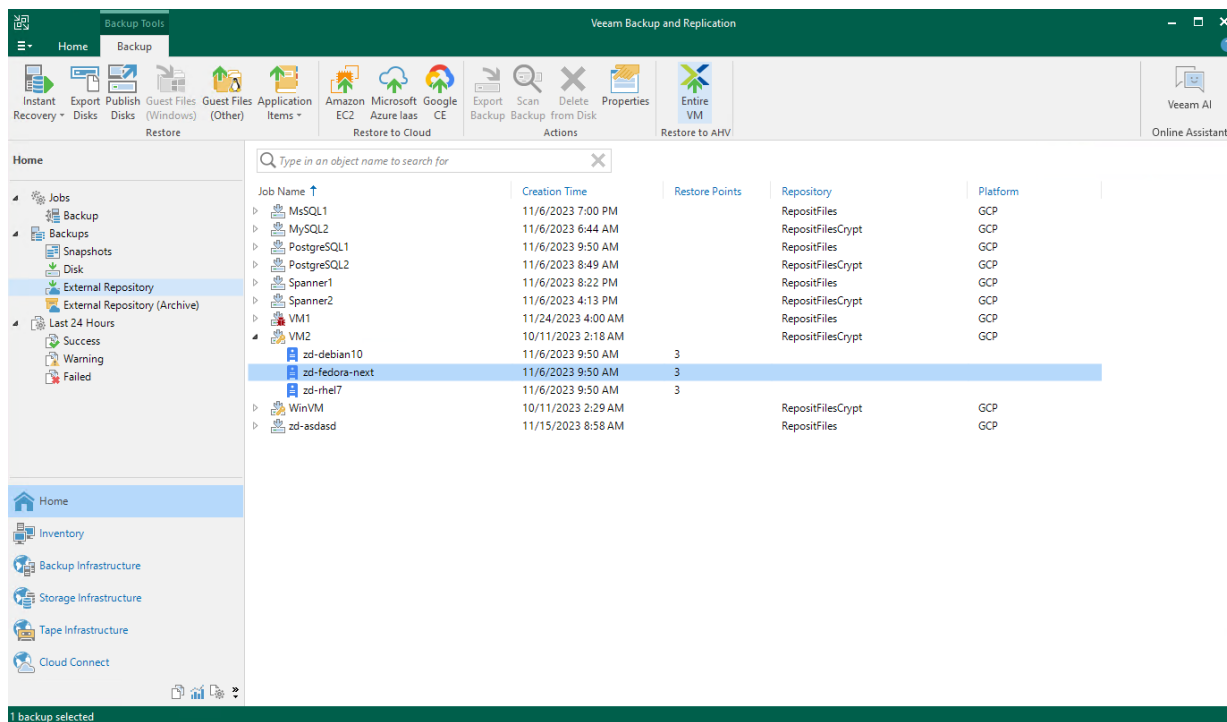 Backup Tools
Veeam Backup and Replication
Home Backup
Instant Recovery
Export Disks
Publish Disks
Guest Files (Windows)
Guest Files (Other)
Application Items
Restore
Amazon EC2
Microsoft Azure Iaas
Google CE
Restore to Cloud
Export Backup
Scan Backup
Delete from Disk
Properties
Actions
Entire VM
Restore to AHV
Veeam AI
Online Assistant
Home
Type in an object name to search for
Jobs
Backup
Backups
Snapshots
Disk
External Repository
External Repository (Archive)
Last 24 Hours
Success
Warning
Failed
Job Name Creation Time Restore Points Repository Platform
MsSQL1 11/6/2023 7:00 PM RepositFiles GCP
MySQL2 11/6/2023 6:44 AM RepositFilesCrypt GCP
PostgreSQL1 11/6/2023 9:50 AM RepositFiles GCP
PostgreSQL2 11/6/2023 8:49 AM RepositFilesCrypt GCP
Spanner1 11/6/2023 8:22 PM RepositFiles GCP
Spanner2 11/6/2023 4:13 PM RepositFilesCrypt GCP
VM1 11/24/2023 4:00 AM RepositFiles GCP
VM2 10/11/2023 2:18 AM RepositFilesCrypt GCP
zd-debian10 11/6/2023 9:50 AM 3
zd-fedora-next 11/6/2023 9:50 AM 3
zd-rhel7 11/6/2023 9:50 AM 3
WinVM 10/11/2023 2:29 AM RepositFilesCrypt GCP
zd-asdasd 11/15/2023 8:58 AM RepositFiles GCP
Home
Inventory
Backup Infrastructure
Storage Infrastructure
Tape Infrastructure
Cloud Connect
1 backup selected